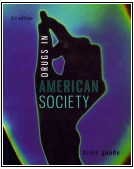 DRUGS IN
AMERICAN
SOCIETY
erich goode